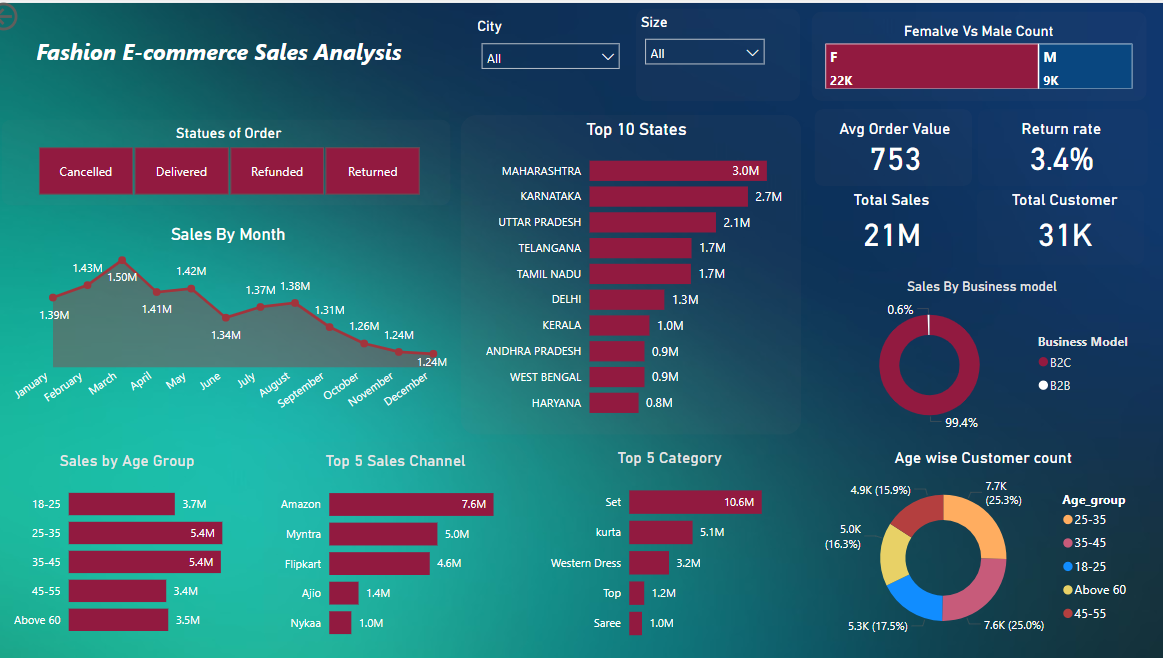 Fashion E-commerce Sales Analysis
City
All
Size
All
Femalve Vs Male Count
F
22K
M
9K
Statues of Order
Cancelled
Delivered
Refunded
Returned
Sales By Month
1.39M
1.43M
1.50M
1.41M
1.42M
1.34M
1.37M
1.38M
1.31M
1.26M
1.24M
1.24M
January
February
March
April
May
June
July
August
September
October
November
December
Top 10 States
MAHARASHTRA 3.0M
KARNATAKA 2.7M
UTTAR PRADESH 2.1M
TELANGANA 1.7M
TAMIL NADU 1.7M
DELHI 1.3M
KERALA 1.0M
ANDHRA PRADESH 0.9M
WEST BENGAL 0.9M
HARYANA 0.8M
Avg Order Value
753
Return rate
3.4%
Total Sales
21M
Total Customer
31K
Sales By Business model
0.6%
99.4%
Business Model
B2C
B2B
Sales by Age Group
18-25 3.7M
25-35 5.4M
35-45 5.4M
45-55 3.4M
Above 60 3.5M
Top 5 Sales Channel
Amazon 7.6M
Myntra 5.0M
Flipkart 4.6M
Ajio 1.4M
Nykaa 1.0M
Top 5 Category
Set 10.6M
kurta 5.1M
Western Dress 3.2M
Top 1.2M
Saree 1.0M
Age wise Customer count
7.7K
(25.3%)
7.6K (25.0%)
5.3K (17.5%)
5.0K
(16.3%)
4.9K (15.9%)
Age_group
25-35
35-45
18-25
Above 60
45-55